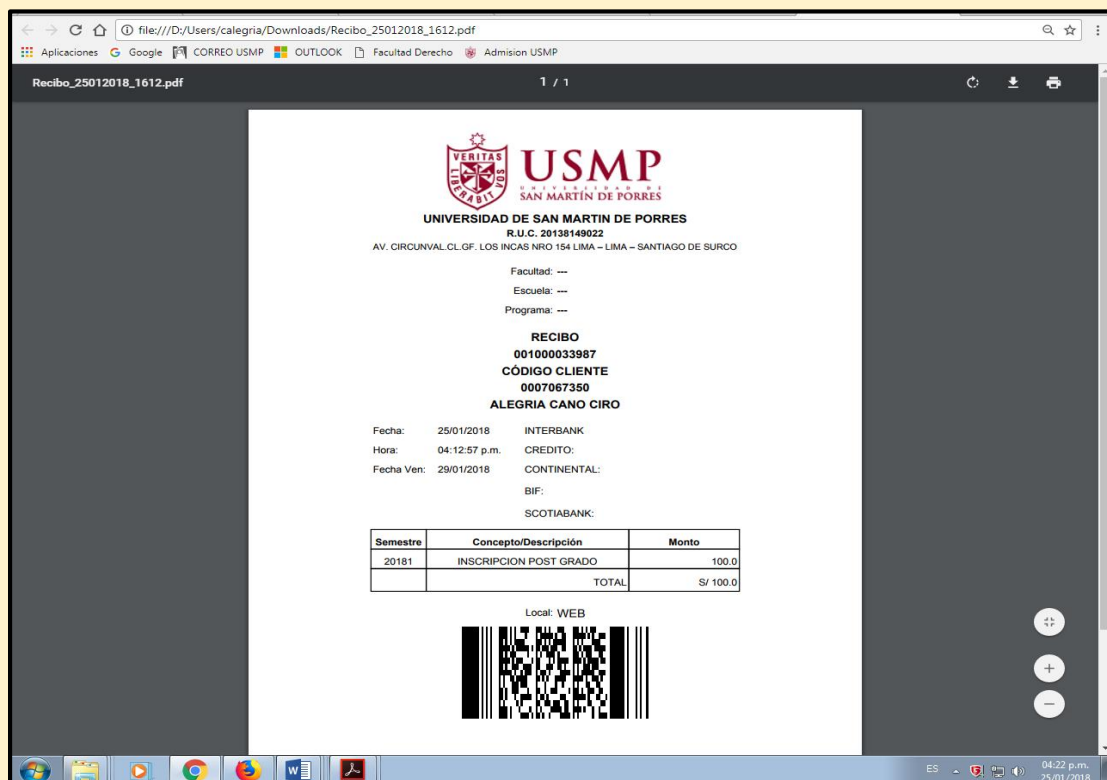 file:///D:/Users/calegria/Downloads/Recibo_25012018_1612.pdf
Aplicaciones Google CORREO USMP OUTLOOK Facultad Derecho Admision USMP
Recibo_25012018_1612.pdf 1 / 1
VERITAS LIBERABIT VOS
USMP
UNIVERSIDAD DE
SAN MARTÍN DE PORRES
UNIVERSIDAD DE SAN MARTIN DE PORRES
R.U.C. 20138149022
AV. CIRCUNVAL.CL.GF. LOS INCAS NRO 154 LIMA – LIMA – SANTIAGO DE SURCO
Facultad: ---
Escuela: ---
Programa: ---
RECIBO
001000033987
CÓDIGO CLIENTE
0007067350
ALEGRIA CANO CIRO
Fecha: 25/01/2018 INTERBANK
Hora: 04:12:57 p.m. CREDITO:
Fecha Ven: 29/01/2018 CONTINENTAL:
BIF:
SCOTIABANK:
Semestre Concepto/Descripción Monto
20181 INSCRIPCION POST GRADO 100.0
TOTAL S/ 100.0
Local: WEB
ES 04:22 p.m.
25/01/2018